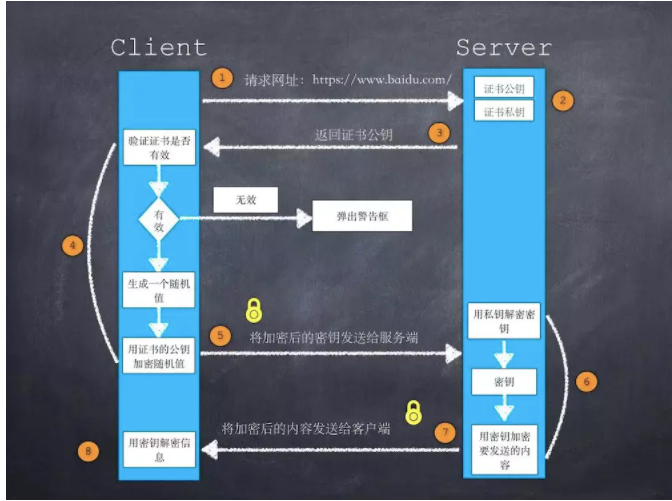 Client
Server
1
请求网址：https://www.baidu.com/
证书公钥
证书私钥
2
返回证书公钥
3
验证证书是否
有效
有
效
无效
弹出警告框
4
生成一个随机
值
用证书的公钥
加密随机值
5
将加密后的密钥发送给服务端
用私钥解密密
钥
密钥
6
用密钥加密
要发送的内
容
7
将加密后的内容发送给客户端
8
用密钥解密信
息